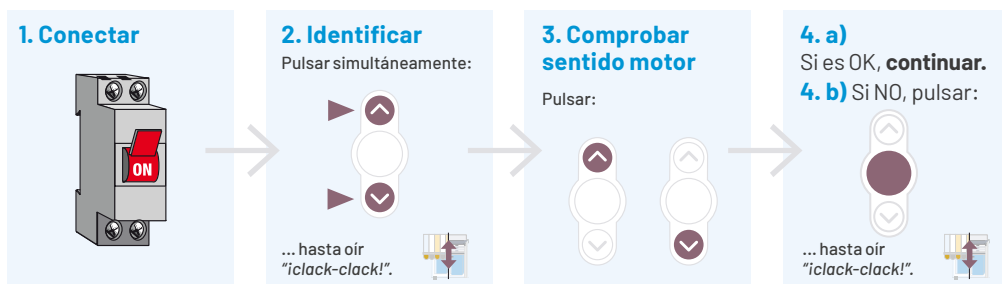 1. Conectar
ON
2. Identificar
Pulsar simultáneamente:
... hasta oír
"¡clack-clack!".
3. Comprobar
sentido motor
Pulsar:
4. a)
Si es OK, continuar.
4. b) Si NO, pulsar:
... hasta oír
"¡clack-clack!".